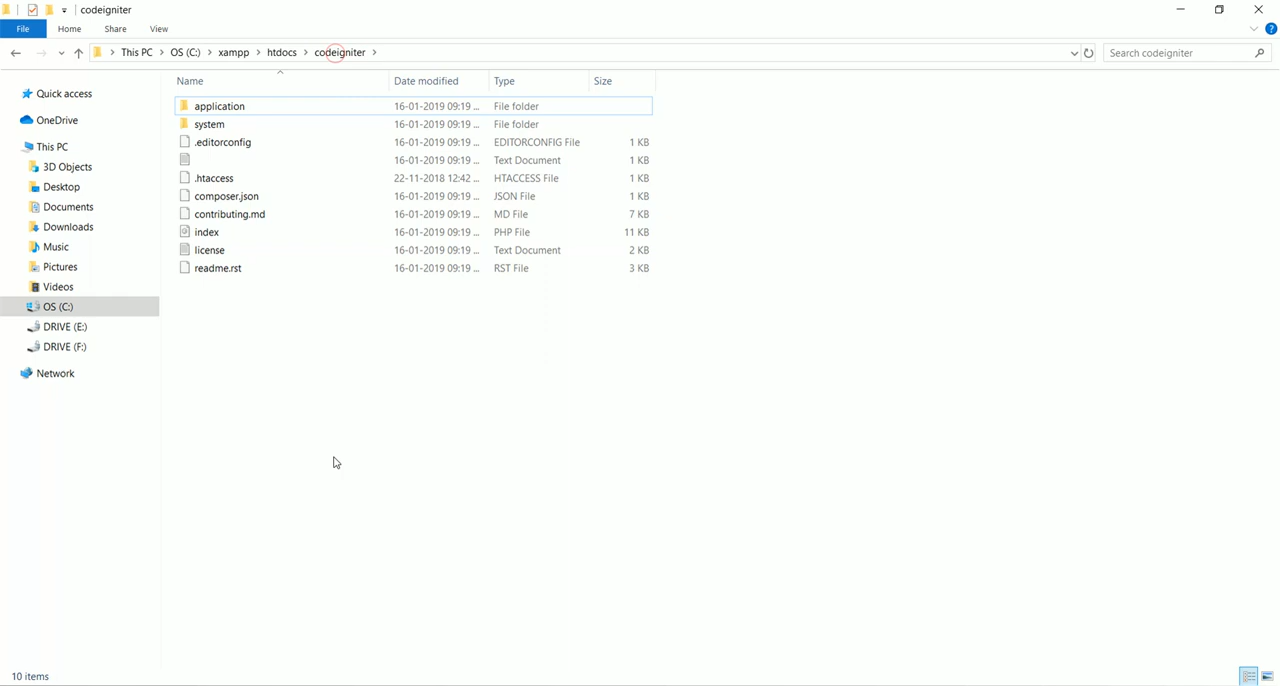 codeigniter
File Home Share View
This PC OS (C:) xampp htdocs codeigniter Search codeigniter
Name Date modified Type Size
Quick access
OneDrive
This PC
3D Objects
Desktop
Documents
Downloads
Music
Pictures
Videos
OS (C:)
DRIVE (E:)
DRIVE (F:)
Network
application 16-01-2019 09:19 ... File folder
system 16-01-2019 09:19 ... File folder
.editorconfig 16-01-2019 09:19 ... EDITORCONFIG File 1 KB
16-01-2019 09:19 ... Text Document 1 KB
.htaccess 22-11-2018 12:42 ... HTACCESS File 1 KB
composer.json 16-01-2019 09:19 ... JSON File 1 KB
contributing.md 16-01-2019 09:19 ... MD File 7 KB
index 16-01-2019 09:19 ... PHP File 11 KB
license 16-01-2019 09:19 ... Text Document 2 KB
readme.rst 16-01-2019 09:19 ... RST File 3 KB
10 items